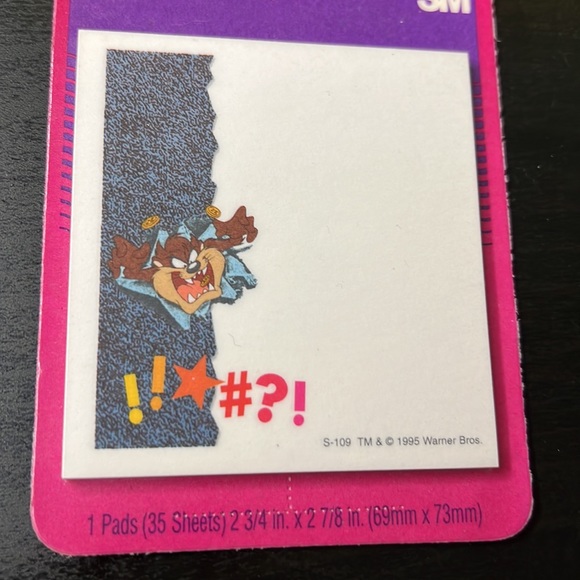 3M
!!★#?!
S-109 TM & © 1995 Warner Bros.
1 Pads (35 Sheets) 2 3/4 in. x 2 7/8 in. (69mm x 73mm)